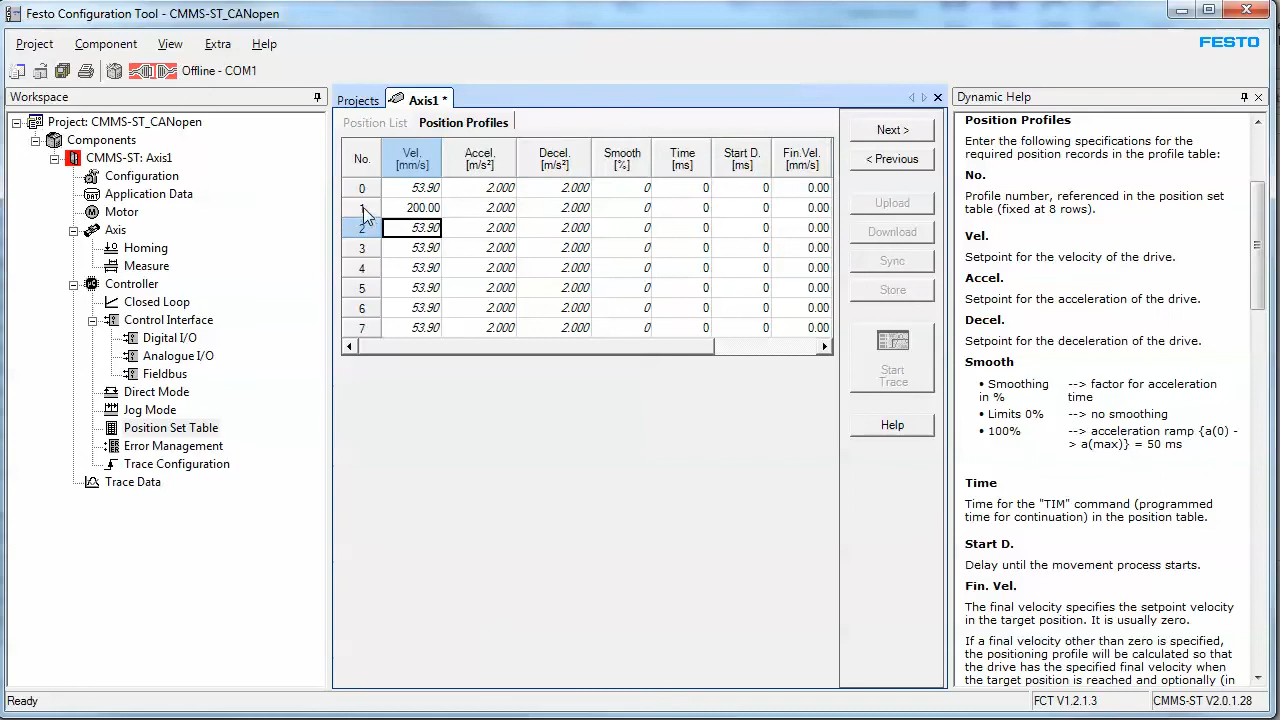 Festo Configuration Tool - CMMS-ST_CANopen
Project Component View Extra Help
FESTO
Offline - COM1
Workspace
Project: CMMS-ST_CANopen
Components
CMMS-ST: Axis1
Configuration
Application Data
Motor
Axis
Homing
Measure
Controller
Closed Loop
Control Interface
Digital I/O
Analogue I/O
Fieldbus
Direct Mode
Jog Mode
Position Set Table
Error Management
Trace Configuration
Trace Data
Projects Axis1 *
Position List Position Profiles
No. Vel. [mm/s] Accel. [m/s²] Decel. [m/s²] Smooth [%] Time [ms] Start D. [ms] Fin.Vel. [mm/s]
0 53.90 2.000 2.000 0 0 0 0.00
1 200.00 2.000 2.000 0 0 0 0.00
2 53.90 2.000 2.000 0 0 0 0.00
3 53.90 2.000 2.000 0 0 0 0.00
4 53.90 2.000 2.000 0 0 0 0.00
5 53.90 2.000 2.000 0 0 0 0.00
6 53.90 2.000 2.000 0 0 0 0.00
7 53.90 2.000 2.000 0 0 0 0.00
Next >
< Previous
Upload
Download
Sync
Store
Start
Trace
Help
Dynamic Help
Position Profiles
Enter the following specifications for the
required position records in the profile table:
No.
Profile number, referenced in the position set
table (fixed at 8 rows).
Vel.
Setpoint for the velocity of the drive.
Accel.
Setpoint for the acceleration of the drive.
Decel.
Setpoint for the deceleration of the drive.
Smooth
• Smoothing --> factor for acceleration
in % time
• Limits 0% --> no smoothing
• 100% --> acceleration ramp {a(0) -
> a(max)} = 50 ms
Time
Time for the "TIM" command (programmed
time for continuation) in the position table.
Start D.
Delay until the movement process starts.
Fin. Vel.
The final velocity specifies the setpoint velocity
in the target position. It is usually zero.
If a final velocity other than zero is specified,
the positioning profile will be calculated so that
the drive has the specified final velocity when
the target position is reached and optionally (in
Ready
FCT V1.2.1.3
CMMS-ST V2.0.1.28